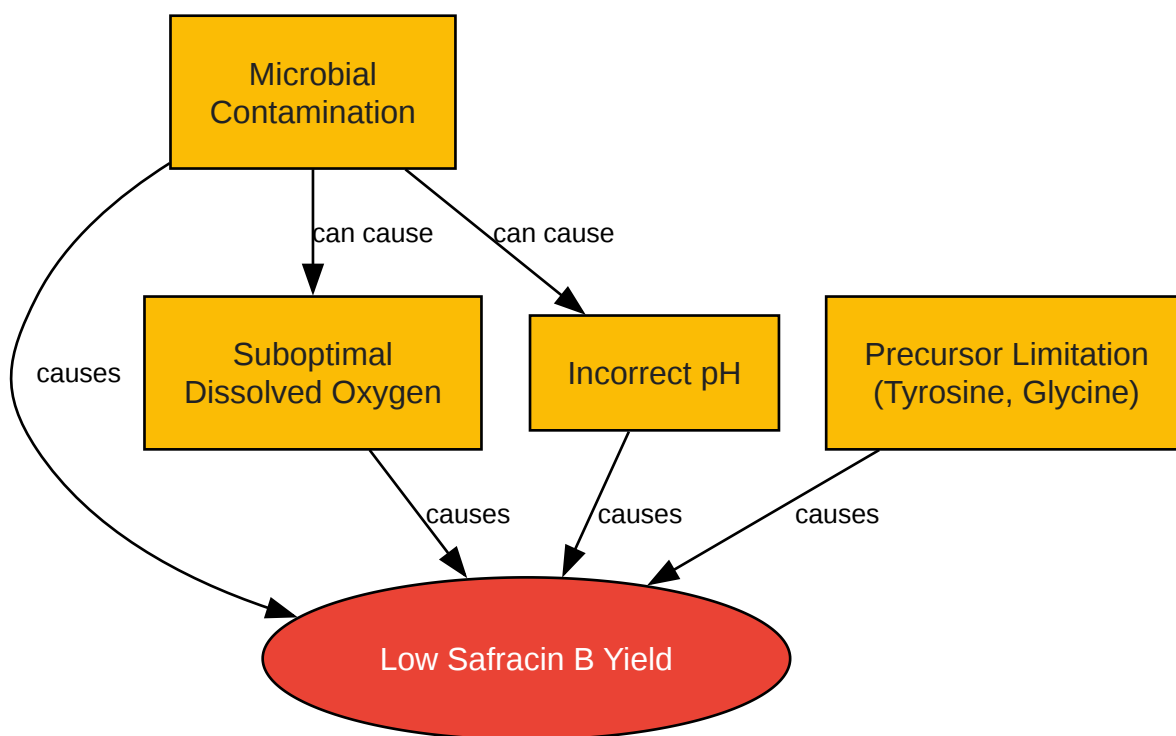 Microbial
Contamination
can cause
can cause
Suboptimal
Dissolved Oxygen
Incorrect pH
Precursor Limitation
(Tyrosine, Glycine)
causes
causes
causes
causes
Low Safracin B Yield